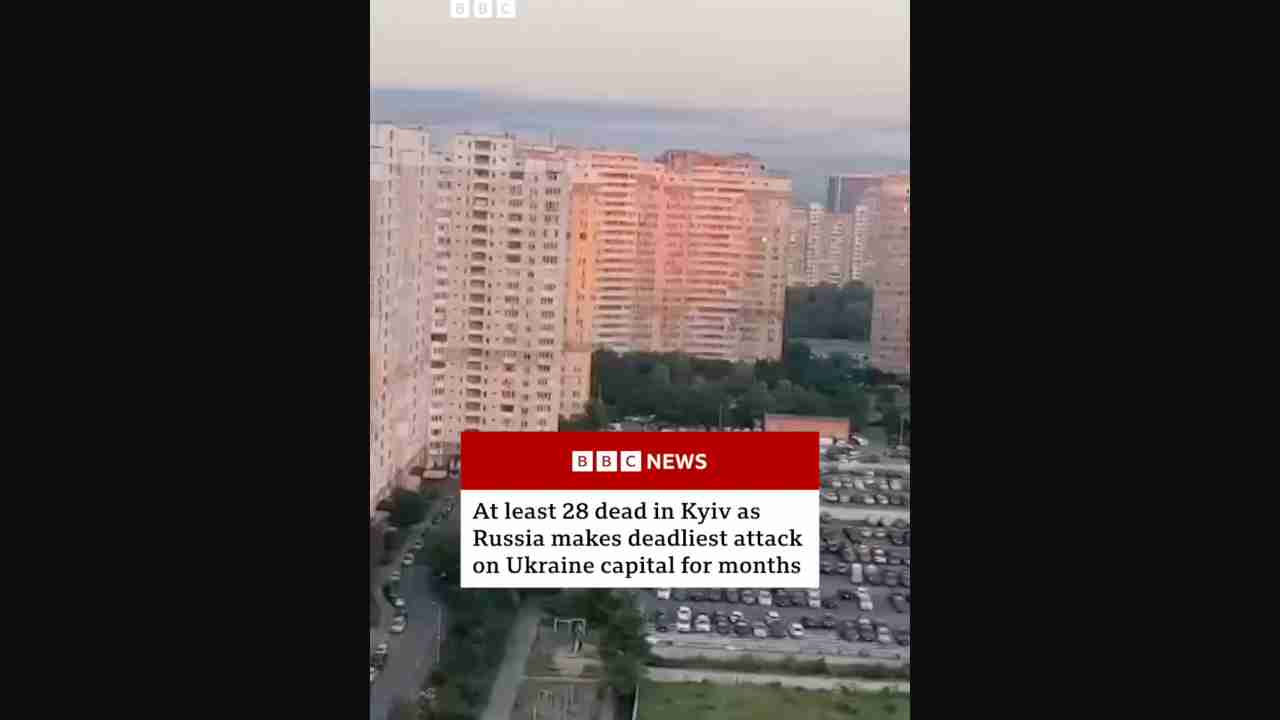 BBC
BBC NEWS
At least 28 dead in Kyiv as
Russia makes deadliest attack
on Ukraine capital for months